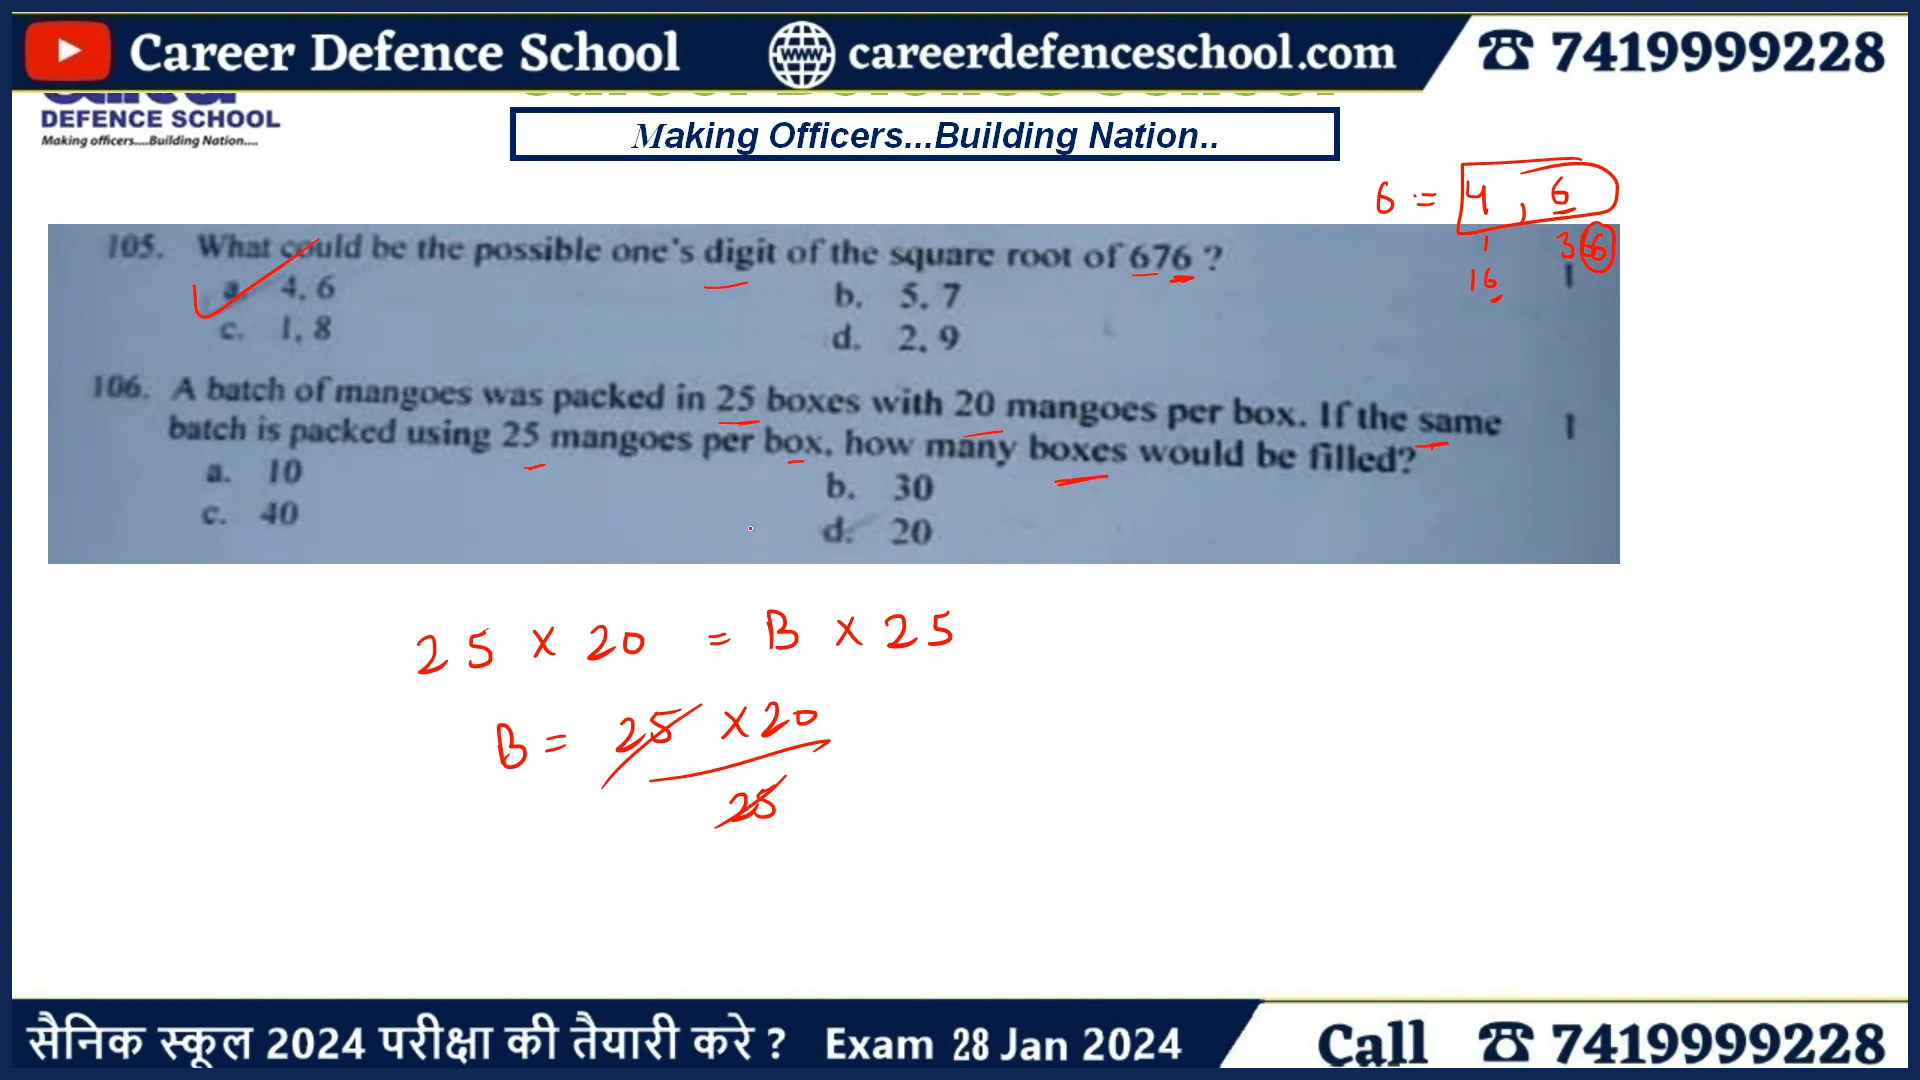 Career Defence School
www
careerdefenceschool.com
7419999228
DEFENCE SCHOOL
Making officers....Building Nation....
Making Officers...Building Nation..
6 = 4 , 6
16
36
105. What could be the possible one's digit of the square root of 676 ? 1
a. 4, 6
b. 5, 7
c. 1, 8
d. 2, 9
106. A batch of mangoes was packed in 25 boxes with 20 mangoes per box. If the same 1
batch is packed using 25 mangoes per box, how many boxes would be filled?
a. 10
b. 30
c. 40
d. 20
25 × 20 = B × 25
B = 25 × 20
25
सैनिक स्कूल 2024 परीक्षा की तैयारी करे ? Exam 28 Jan 2024
Call 7419999228